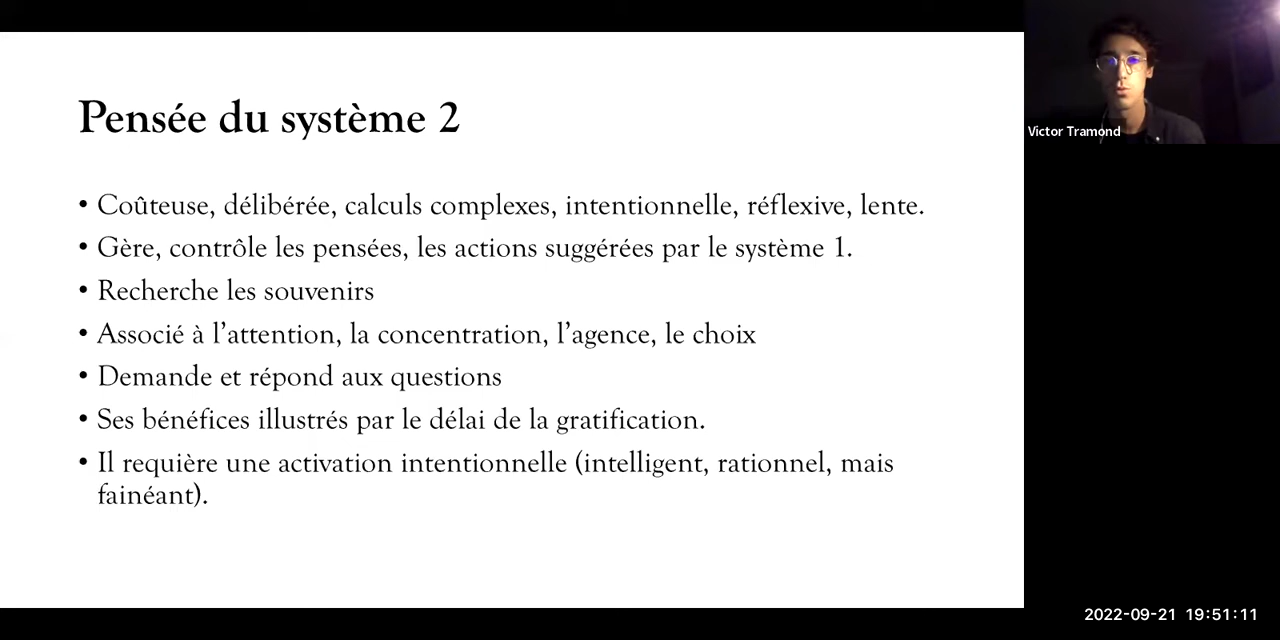 Pensée du système 2
• Coûteuse, délibérée, calculs complexes, intentionnelle, réflexive, lente.
• Gère, contrôle les pensées, les actions suggérées par le système 1.
• Recherche les souvenirs
• Associé à l’attention, la concentration, l’agence, le choix
• Demande et répond aux questions
• Ses bénéfices illustrés par le délai de la gratification.
• Il requière une activation intentionnelle (intelligent, rationnel, mais
fainéant).
Victor Tramond
2022-09-21 19:51:11